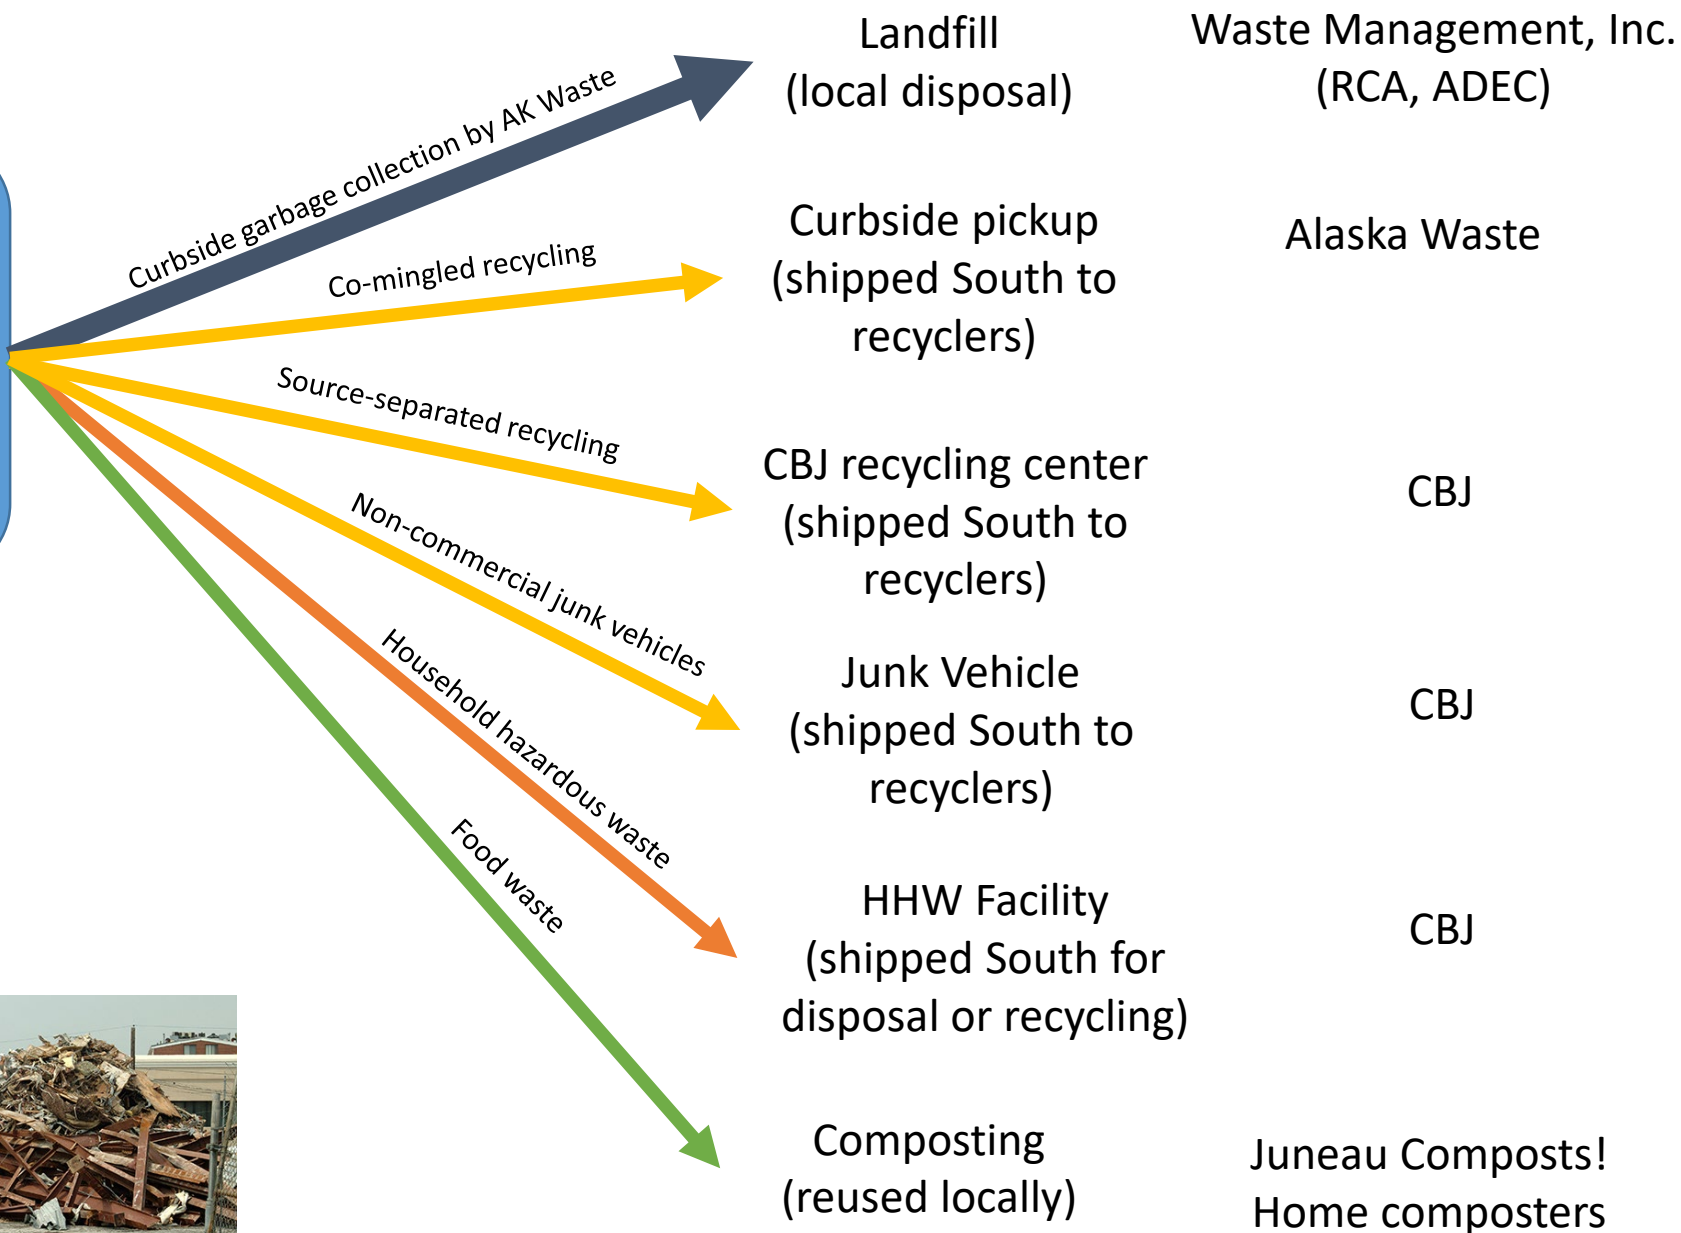 Landfill
(local disposal)
Waste Management, Inc.
(RCA, ADEC)
Curbside garbage collection by AK Waste
Co-mingled recycling
Curbside pickup
(shipped South to
recyclers)
Alaska Waste
Source-separated recycling
CBJ recycling center
(shipped South to
recyclers)
CBJ
Non-commercial junk vehicles
Junk Vehicle
(shipped South to
recyclers)
CBJ
Household hazardous waste
HHW Facility
(shipped South for
disposal or recycling)
CBJ
Food waste
Composting
(reused locally)
Juneau Composts!
Home composters